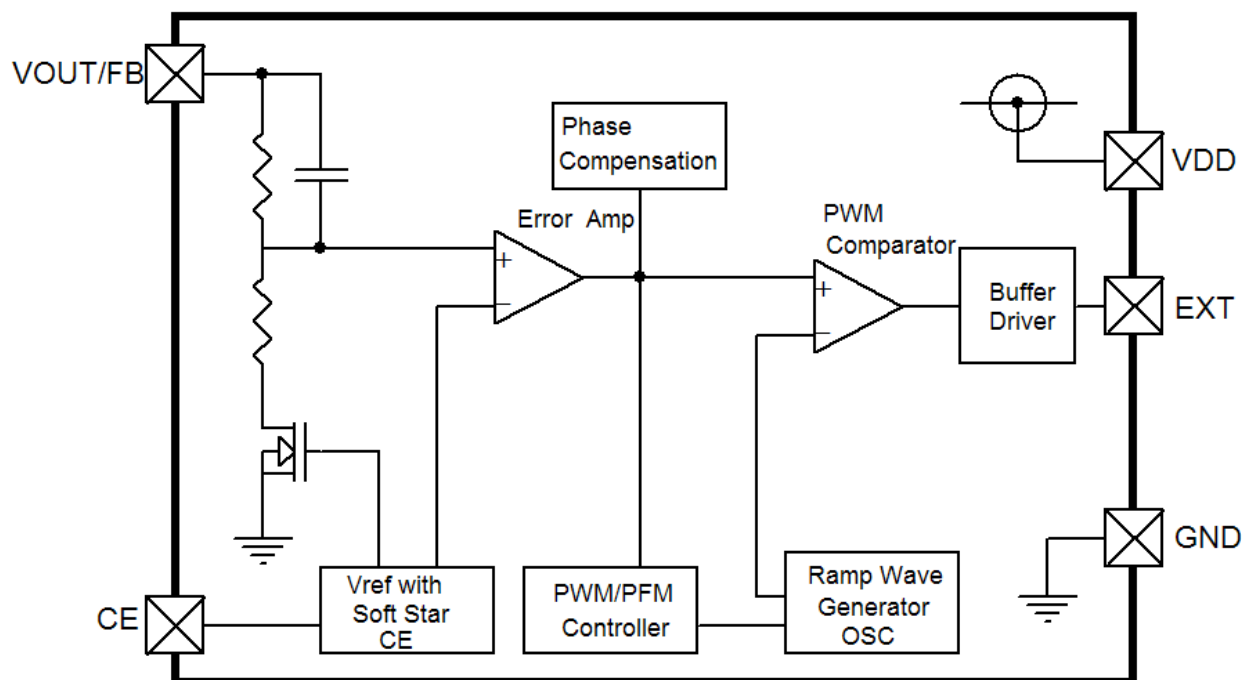 VOUT/FB
Phase
Compensation
VDD
Error Amp
PWM
Comparator
+
−
+
−
Buffer
Driver
EXT
GND
Vref with
Soft Star
CE
PWM/PFM
Controller
Ramp Wave
Generator
OSC
CE